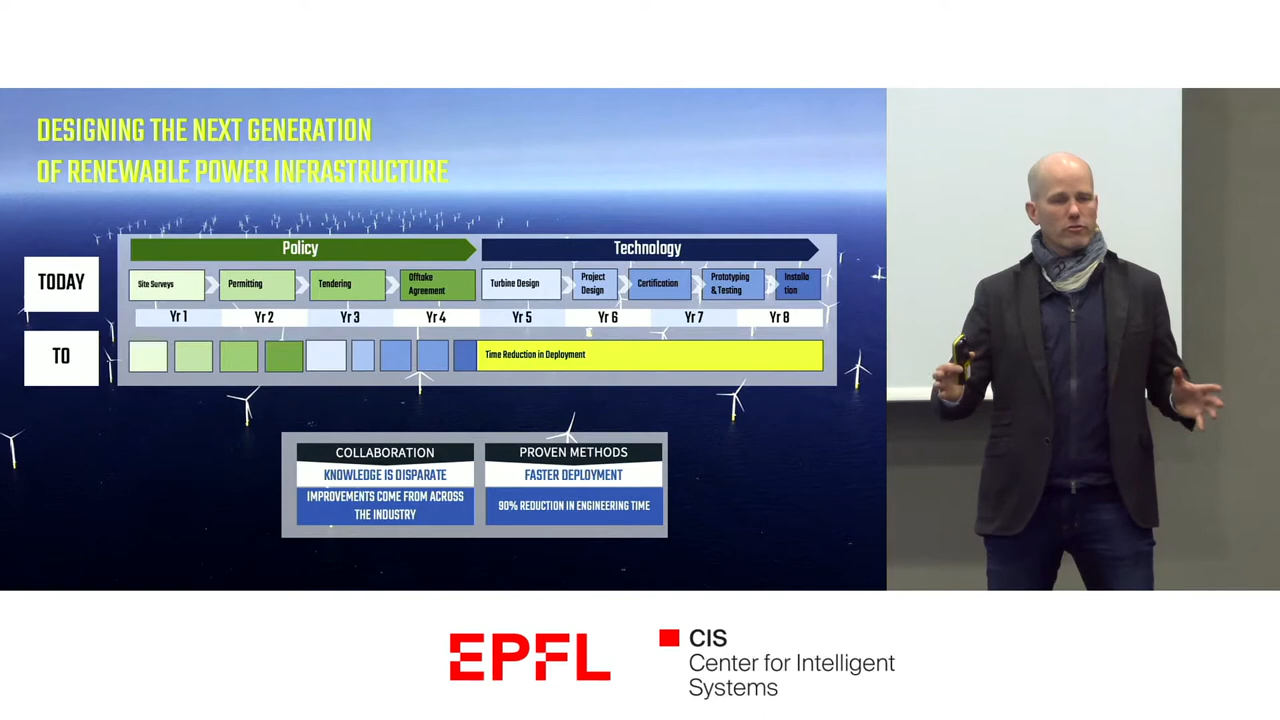 DESIGNING THE NEXT GENERATION
OF RENEWABLE POWER INFRASTRUCTURE
Policy
Technology
TODAY
Site Surveys
Permitting
Tendering
Offtake
Agreement
Turbine Design
Project
Design
Certification
Prototyping
& Testing
Installa
tion
Yr 1
Yr 2
Yr 3
Yr 4
Yr 5
Yr 6
Yr 7
Yr 8
TO
Time Reduction in Deployment
COLLABORATION
KNOWLEDGE IS DISPARATE
IMPROVEMENTS COME FROM ACROSS
THE INDUSTRY
PROVEN METHODS
FASTER DEPLOYMENT
90% REDUCTION IN ENGINEERING TIME
EPFL
CIS
Center for Intelligent
Systems